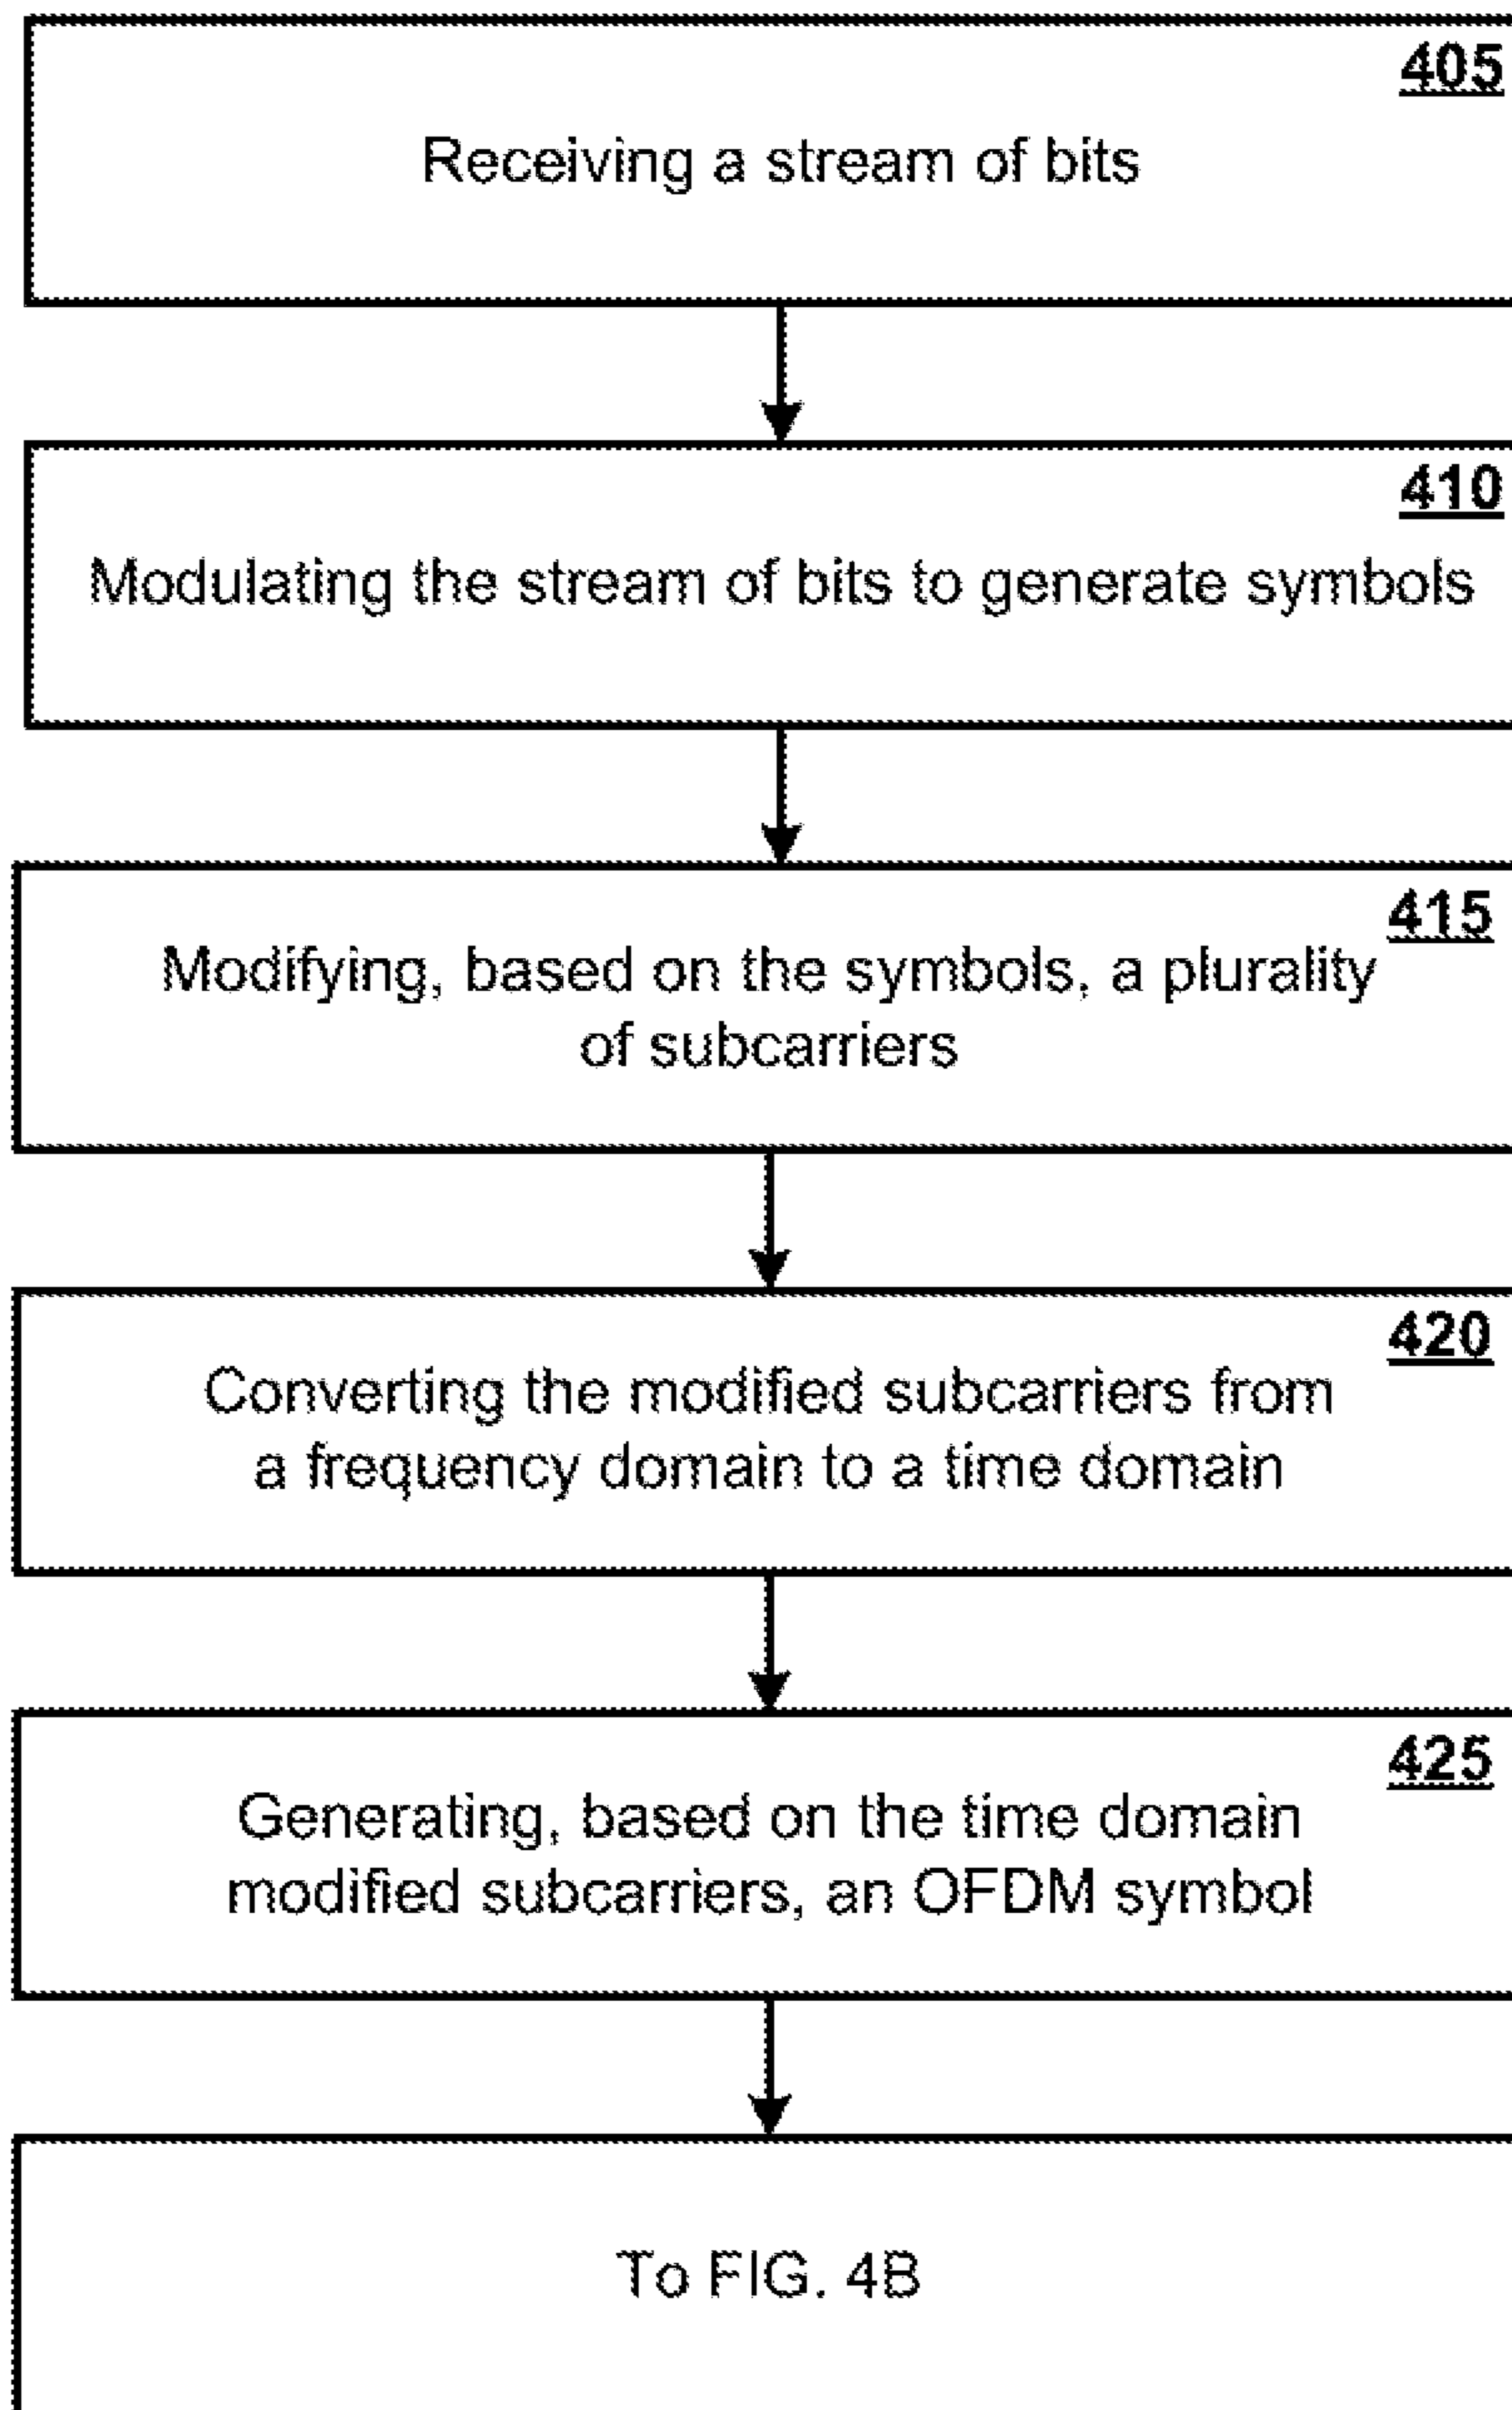 405
Receiving a stream of bits
410
Modulating the stream of bits to generate symbols
415
Modifying, based on the symbols, a plurality
of subcarriers
420
Converting the modified subcarriers from
a frequency domain to a time domain
425
Generating, based on the time domain
modified subcarriers, an OFDM symbol
To FIG. 4B